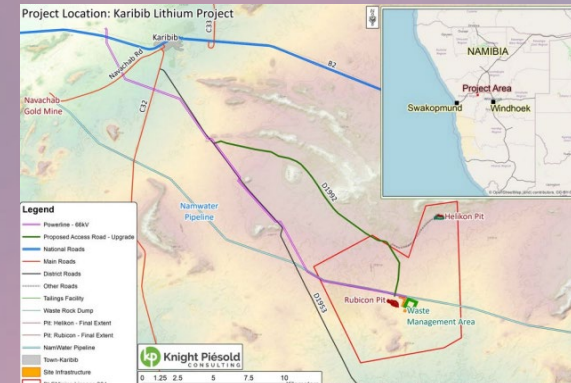 Project Location: Karibib Lithium Project
Karibib
C33
B2
Navachab Rd
Navachab
Gold Mine
C32
NAMIBIA
Project Area
Swakopmund
Windhoek
D1992
Namwater
Pipeline
Helikon Pit
D1953
Rubicon Pit
Waste
Management Area
Legend
Powerline - 66kV
Proposed Access Road - Upgrade
National Roads
Main Roads
District Roads
Other Roads
Tailings Facility
Waste Rock Dump
Pit: Helikon - Final Extent
Pit: Rubicon - Final Extent
NamWater Pipeline
Town-Karibib
Site Infrastructure
kp Knight Piésold
CONSULTING
0 1.25 2.5 5 7.5 10